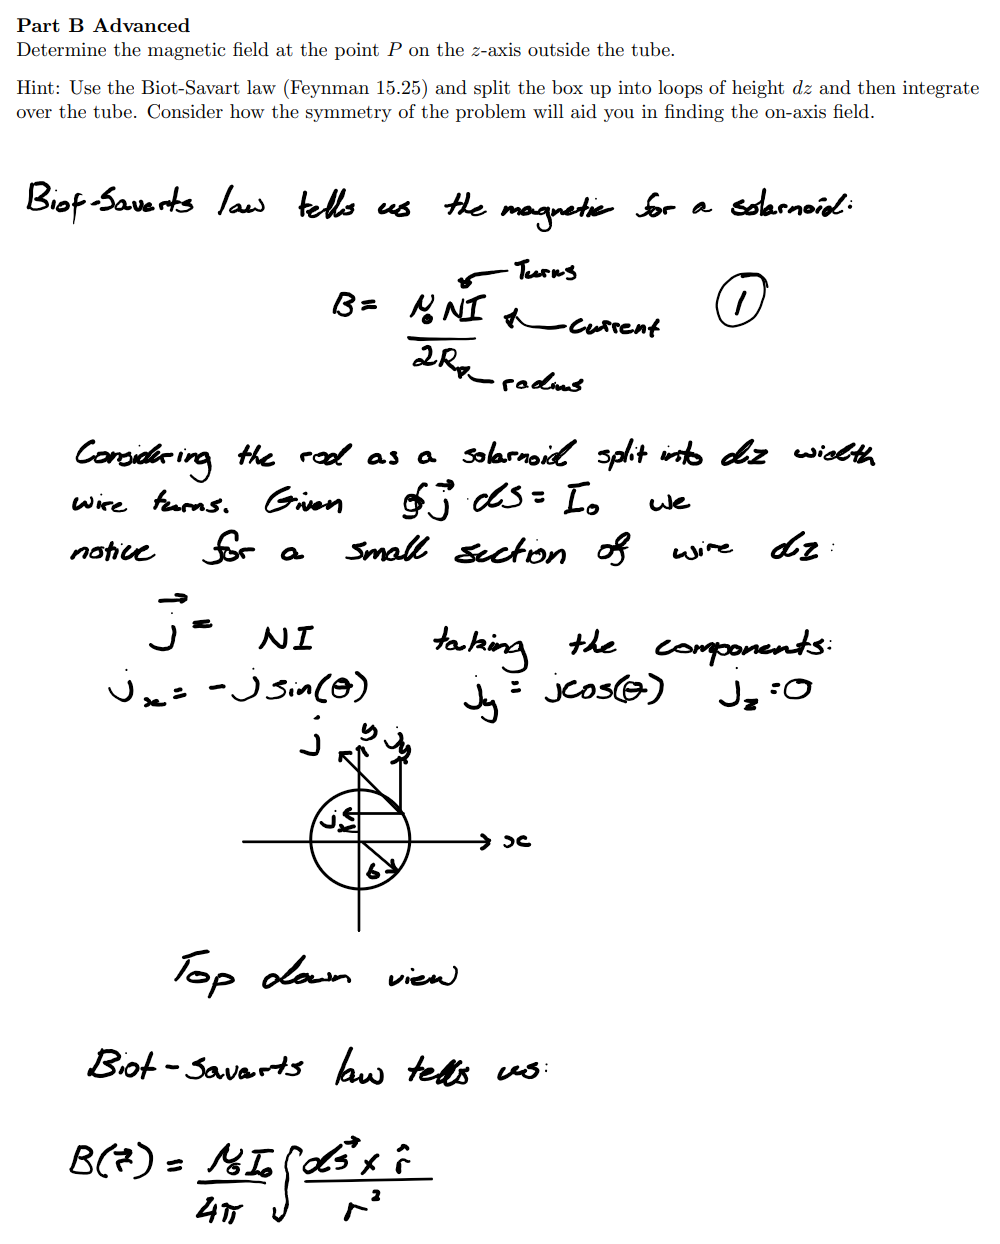 Part B Advanced
Determine the magnetic field at the point P on the z-axis outside the tube.
Hint: Use the Biot-Savart law (Feynman 15.25) and split the box up into loops of height dz and then integrate
over the tube. Consider how the symmetry of the problem will aid you in finding the on-axis field.
Biot-Savarts law tells us the magnetic for a solarnoid:
Turns
B = μ₀NI / 2R
Current
radius
①
Considering the rod as a solarnoid split into dz width
wire turns. Given ∮ j⃗ · ds = I₀ we
notice for a small section of wire dz:
j⃗ = NI taking the components:
jₓ = -j sin(θ) j_y = j cos(θ) j_z = 0
j y j_y
j
x
b
Top down view
Biot-Savarts law tells us:
B(r⃗) = μ₀I₀ / 4π ∫ ds⃗ × r̂ / r²